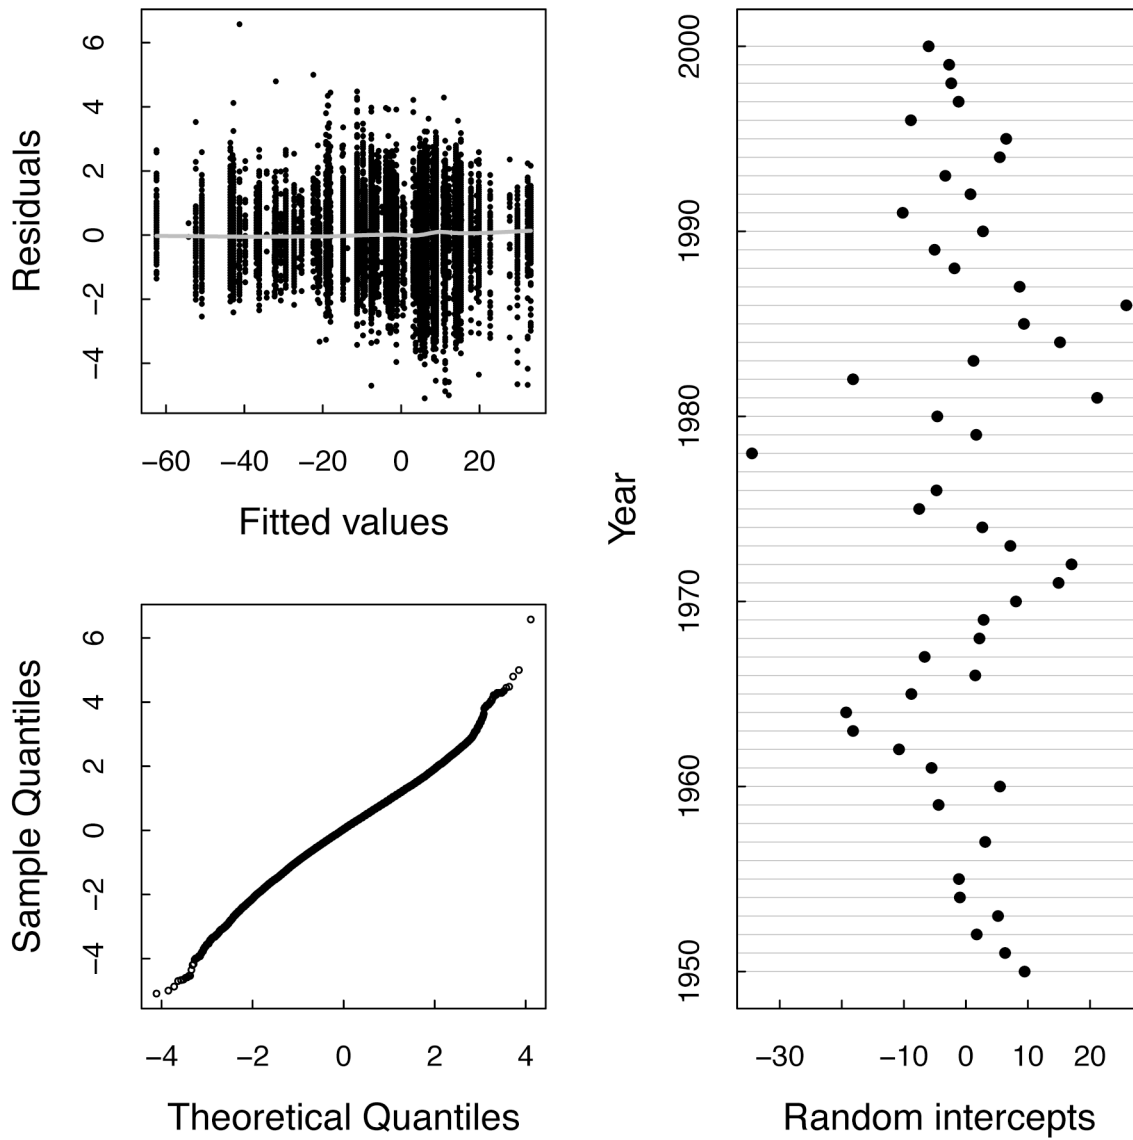 Residuals
6
4
2
0
−2
−4
−60 −40 −20 0 20
Fitted values
Sample Quantiles
6
4
2
0
−2
−4
−4 −2 0 2 4
Theoretical Quantiles
Year
2000
1990
1980
1970
1960
1950
−30 −10 0 10 20
Random intercepts